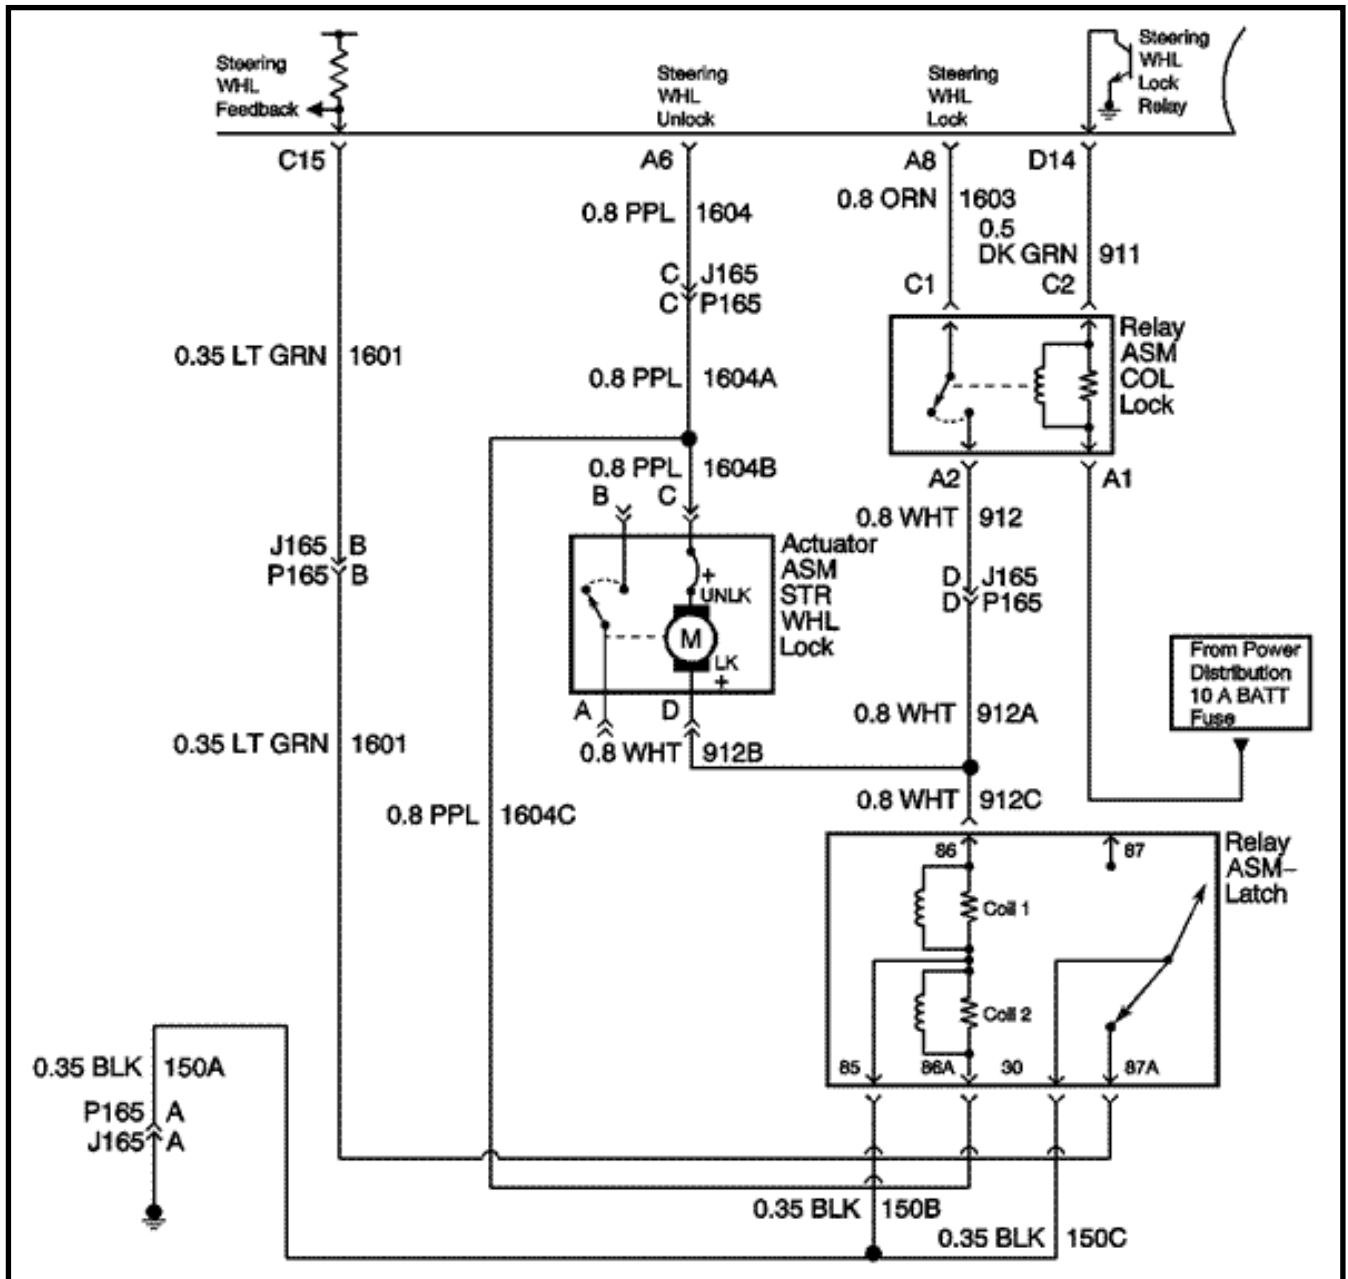 Steering
WHL
Feedback
Steering
WHL
Unlock
Steering
WHL
Lock
Steering
WHL
Lock
Relay
C15
A6
A8
D14
0.8 PPL 1604
0.8 ORN 1603
0.5
DK GRN 911
C J165
C P165
C1
C2
0.35 LT GRN 1601
0.8 PPL 1604A
Relay
ASM
COL
Lock
0.8 PPL 1604B
B
C
A2
A1
0.8 WHT 912
J165 B
P165 B
Actuator
ASM
STR
WHL
Lock
+
UNLK
M
LK
+
D J165
D P165
From Power
Distribution
10 A BATT
Fuse
A
D
0.8 WHT 912A
0.35 LT GRN 1601
0.8 WHT 912B
0.8 PPL 1604C
0.8 WHT 912C
86
87
Relay
ASM-
Latch
Coil 1
Coil 2
85
86A
30
87A
0.35 BLK 150A
P165 A
J165 A
0.35 BLK 150B
0.35 BLK 150C